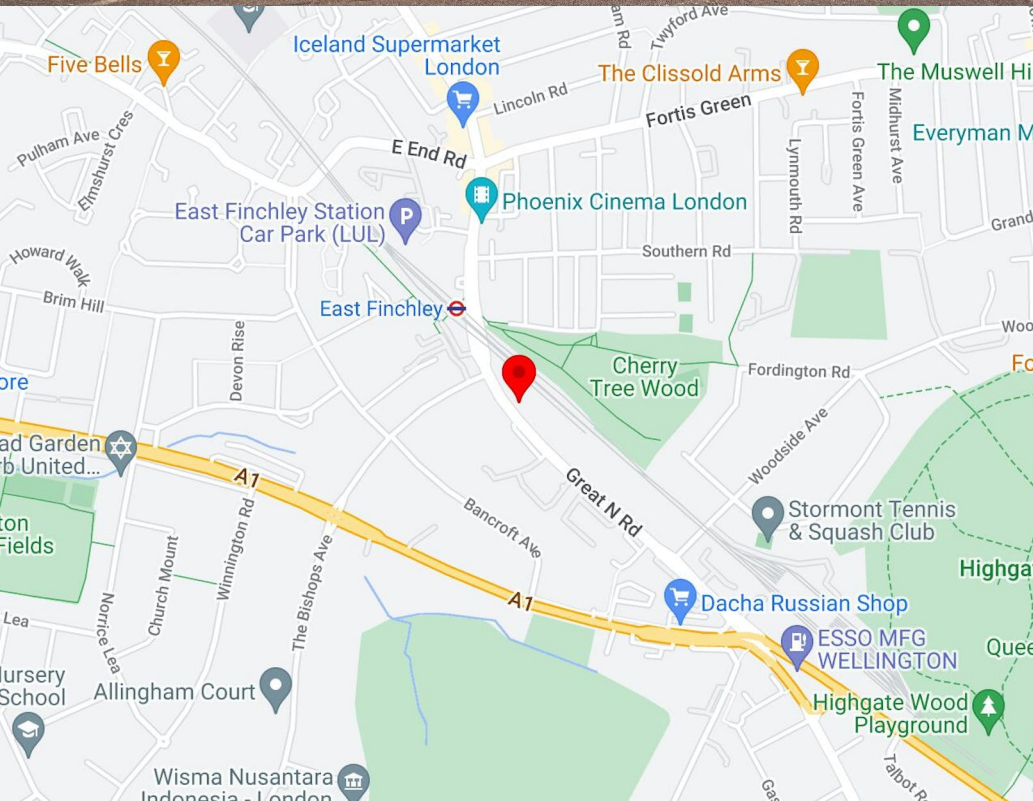 Twyford Ave
am Rd
Iceland Supermarket
London
Five Bells
The Clissold Arms
The Muswell Hi
Lincoln Rd
Fortis Green
Midhurst Ave
Fortis Green Ave
Lynmouth Rd
Everyman M
Pulham Ave
Elmshurst Cres
E End Rd
Phoenix Cinema London
East Finchley Station
Car Park (LUL)
P
Grand
Southern Rd
Howard Walk
Brim Hill
East Finchley
Woo
Devon Rise
Cherry
Tree Wood
Fordington Rd
Fo
ore
Woodside Ave
ad Garden
rb United...
A1
Great N Rd
Bancroft Ave
Stormont Tennis
& Squash Club
ton
Fields
Winnington Rd
Church Mount
The Bishops Ave
Norrice Lea
Lea
Highga
A1
Dacha Russian Shop
ESSO MFG
WELLINGTON
Quee
lursery
School
Allingham Court
Highgate Wood
Playground
Talbot R
Gas
Wisma Nusantara
Indonesia - London